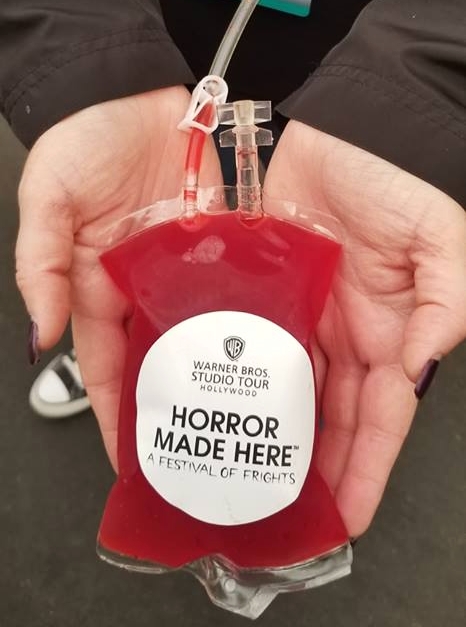 WB
WARNER BROS.
STUDIO TOUR
HOLLYWOOD
HORROR
MADE HERE™
A FESTIVAL OF FRIGHTS